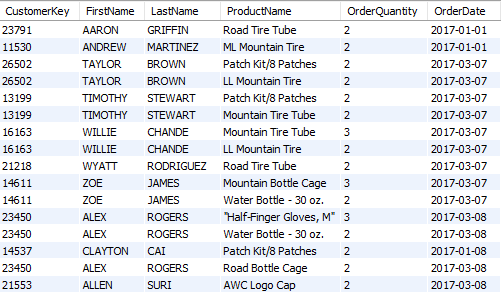 CustomerKey FirstName LastName ProductName OrderQuantity OrderDate
23791 AARON GRIFFIN Road Tire Tube 2 2017-01-01
11530 ANDREW MARTINEZ ML Mountain Tire 2 2017-01-01
26502 TAYLOR BROWN Patch Kit/8 Patches 2 2017-03-07
26502 TAYLOR BROWN LL Mountain Tire 2 2017-03-07
13199 TIMOTHY STEWART Patch Kit/8 Patches 2 2017-03-07
13199 TIMOTHY STEWART Mountain Tire Tube 2 2017-03-07
16163 WILLIE CHANDE Mountain Tire Tube 3 2017-03-07
16163 WILLIE CHANDE LL Mountain Tire 2 2017-03-07
21218 WYATT RODRIGUEZ Road Tire Tube 2 2017-03-07
14611 ZOE JAMES Mountain Bottle Cage 3 2017-03-07
14611 ZOE JAMES Water Bottle - 30 oz. 2 2017-03-07
23450 ALEX ROGERS "Half-Finger Gloves, M" 3 2017-03-08
23450 ALEX ROGERS Water Bottle - 30 oz. 2 2017-03-08
14537 CLAYTON CAI Patch Kit/8 Patches 2 2017-01-08
23450 ALEX ROGERS Road Bottle Cage 2 2017-03-08
21553 ALLEN SURI AWC Logo Cap 2 2017-03-08